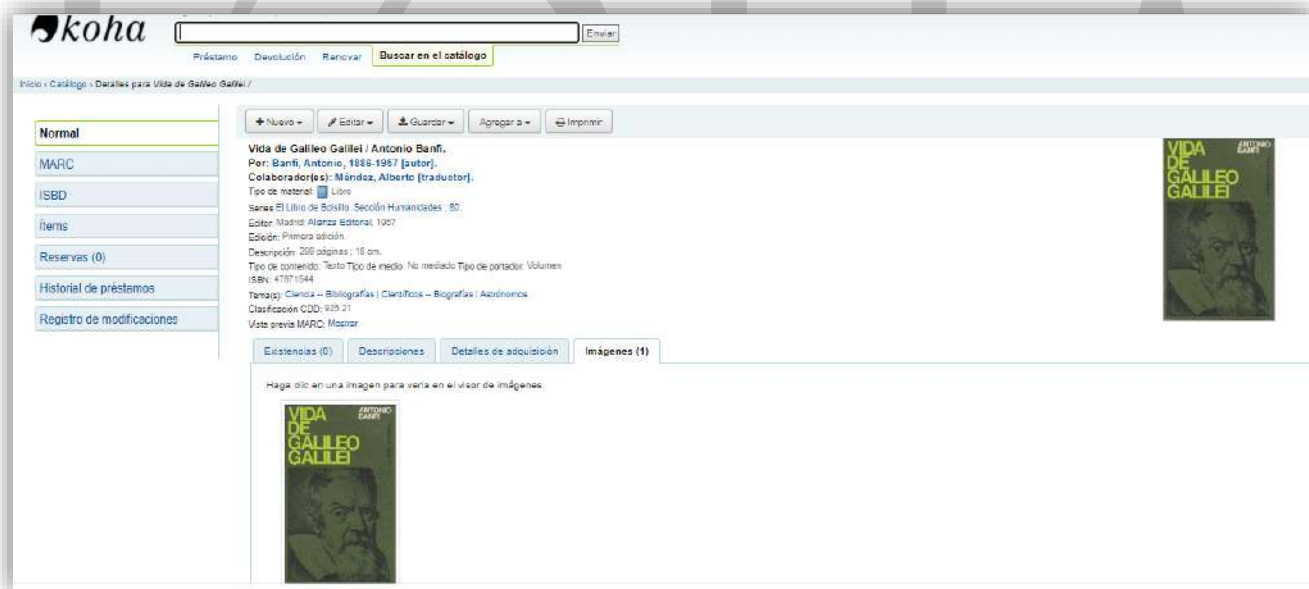 koha
Enviar
Préstamo Devolución Renovar Buscar en el catálogo
Inicio › Catálogo › Detalles para Vida de Galileo Galilei /
Normal
MARC
ISBD
Ítems
Reservas (0)
Historial de préstamos
Registro de modificaciones
Nuevo Editar Guardar Agregar a Imprimir
Vida de Galileo Galilei / Antonio Banfi.
Por: Banfi, Antonio, 1886-1957 [autor].
Colaborador(es): Méndez, Alberto [traductor].
Tipo de material: Libro
Series El Libro de Bolsillo. Sección Humanidades ; 80.
Editor: Madrid: Alianza Editorial, 1967
Edición: Primera edición.
Descripción: páginas ; cm.
Tipo de contenido: Texto Tipo de medio: No mediado Tipo de portador: Volumen
ISBN: 47871544
Tema(s): Ciencia -- Bibliografías | Científicos -- Biografías | Astrónomos
Clasificación CDD: 925.21
Vista previa MARC: Mostrar
Existencias (0) Descripciones Detalles de adquisición Imágenes (1)
Haga clic en una imagen para verla en el visor de imágenes
VIDA
DE
GALILEO
GALILEI
ANTONIO
BANFI
VIDA
DE
GALILEO
GALILEI
ANTONIO
BANFI